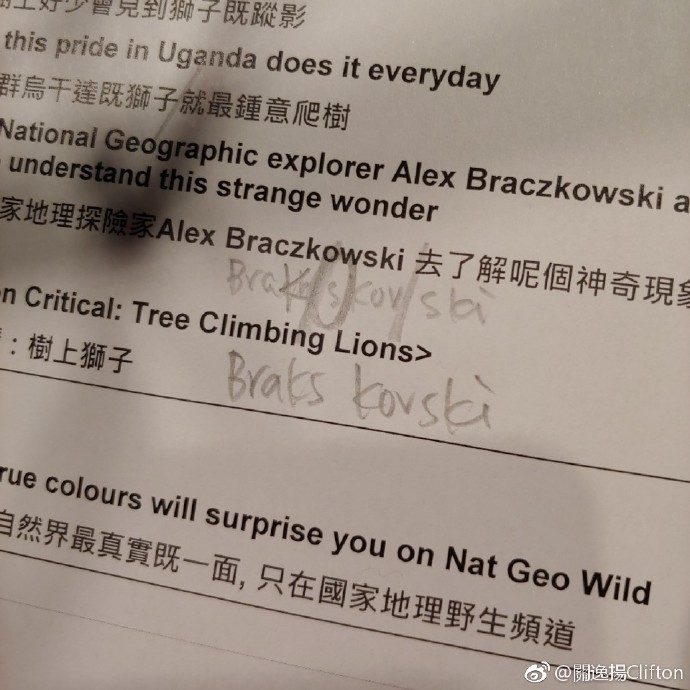 樹上好少會見到獅子既蹤影
this pride in Uganda does it everyday
群烏干達既獅子就最鍾意爬樹
National Geographic explorer Alex Braczkowski a
understand this strange wonder
家地理探險家Alex Braczkowski 去了解呢個神奇現象
Braks kovski
n Critical: Tree Climbing Lions>
：樹上獅子
Braks kovski
rue colours will surprise you on Nat Geo Wild
自然界最真實既一面, 只在國家地理野生頻道
@關逸揚Clifton